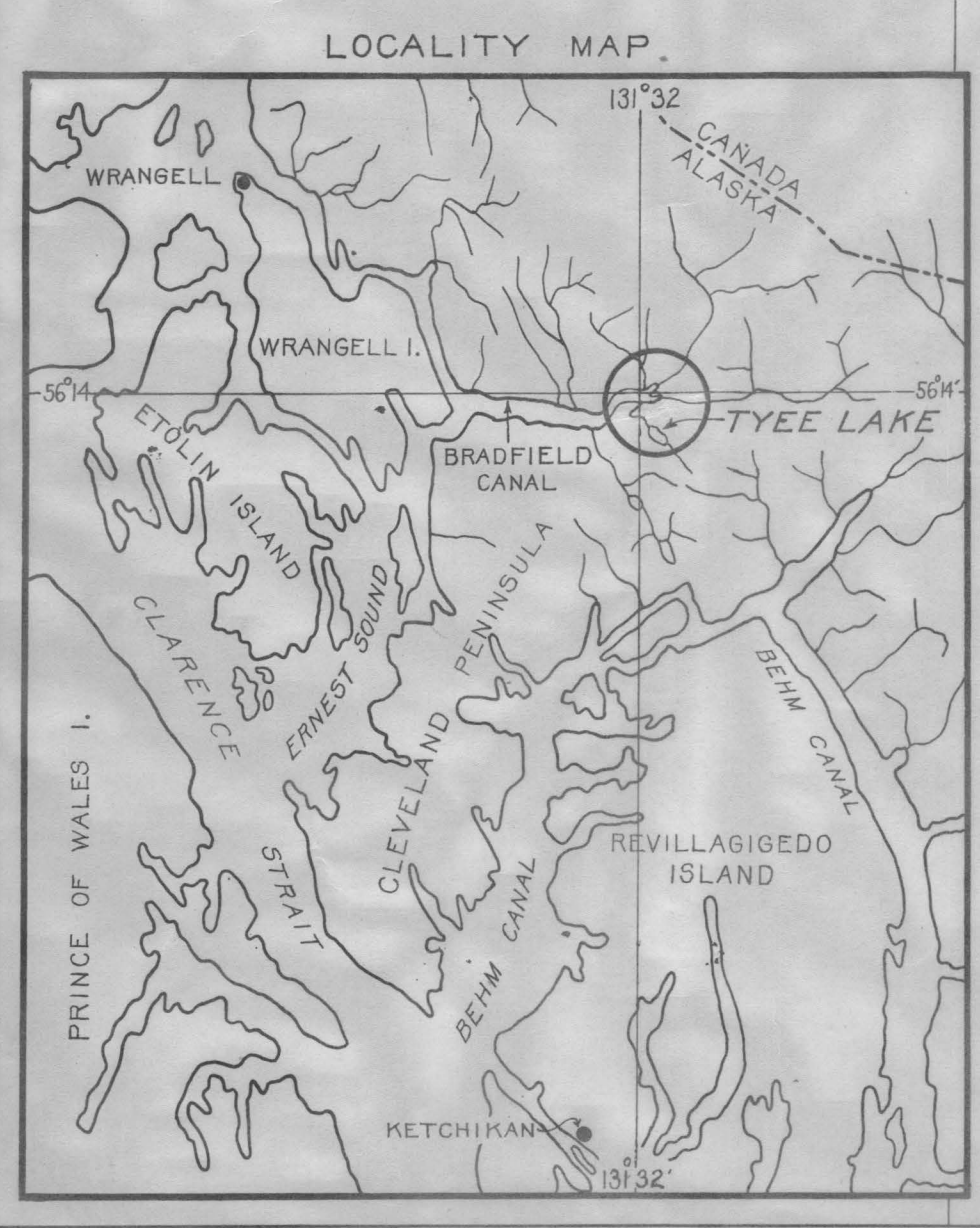 LOCALITY MAP
131°32
CANADA
ALASKA
WRANGELL
WRANGELL I.
56°14
56°14'
TYEE LAKE
ETOLIN
ISLAND
BRADFIELD
CANAL
CLARENCE
STRAIT
ERNEST SOUND
CLEVELAND
PENINSULA
BEHM
CANAL
PRINCE OF WALES I.
REVILLAGIGEDO
ISLAND
BEHM
CANAL
KETCHIKAN
131°32'